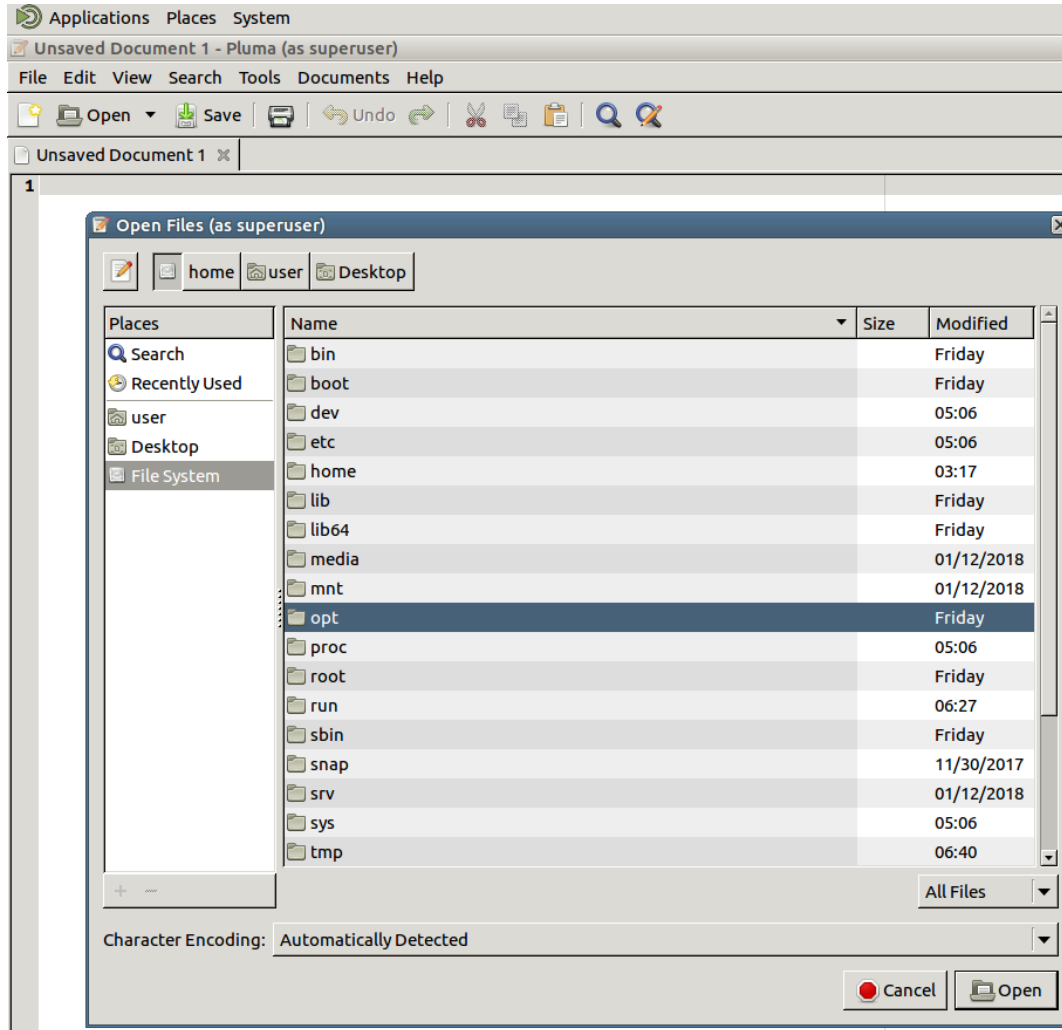 Applications Places System
Unsaved Document 1 - Pluma (as superuser)
File Edit View Search Tools Documents Help
Open Save Undo
Unsaved Document 1
1
Open Files (as superuser)
home user Desktop
Places Name Size Modified
Search bin Friday
Recently Used boot Friday
user dev 05:06
Desktop etc 05:06
File System home 03:17
lib Friday
lib64 Friday
media 01/12/2018
mnt 01/12/2018
opt Friday
proc 05:06
root Friday
run 06:27
sbin Friday
snap 11/30/2017
srv 01/12/2018
sys 05:06
tmp 06:40
All Files
Character Encoding: Automatically Detected
Cancel Open